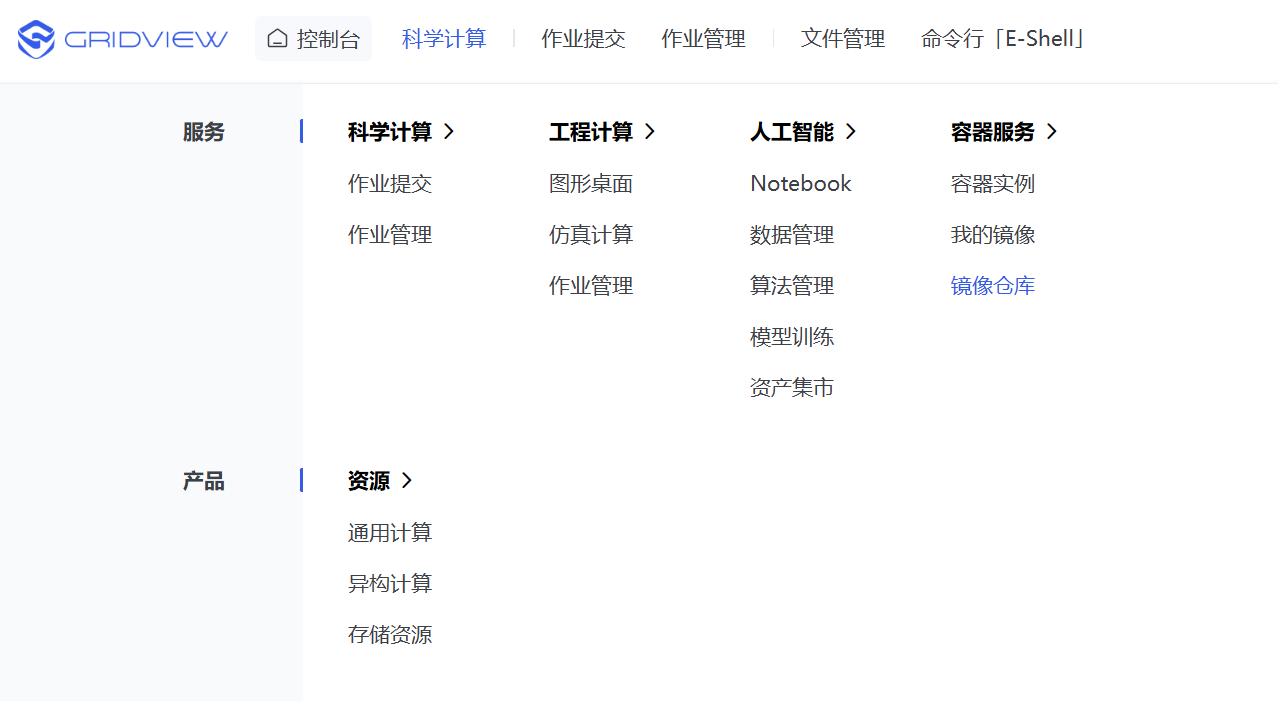 GRIDVIEW 控制台 科学计算 作业提交 作业管理 文件管理 命令行「E-Shell」
服务 科学计算 > 工程计算 > 人工智能 > 容器服务 >
作业提交 图形桌面 Notebook 容器实例
作业管理 仿真计算 数据管理 我的镜像
作业管理 算法管理 镜像仓库
模型训练
资产集市
产品 资源 >
通用计算
异构计算
存储资源